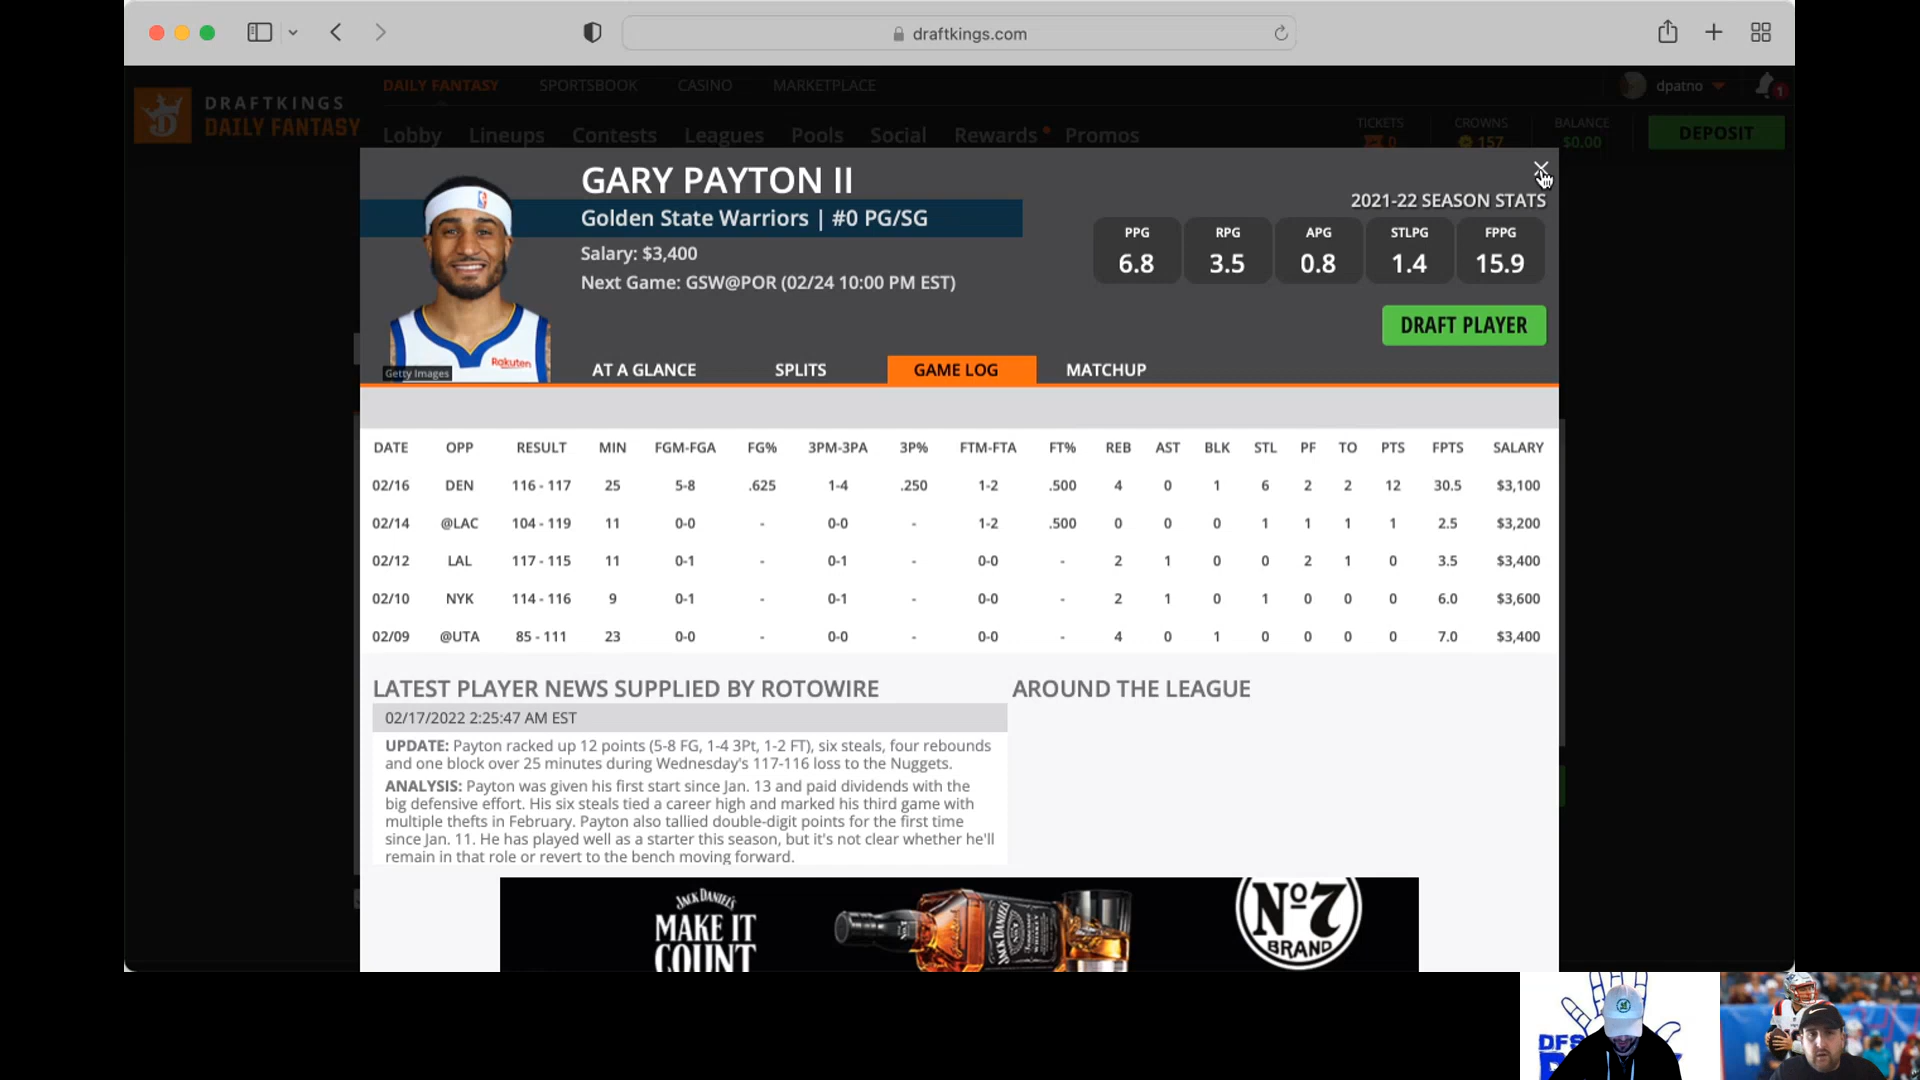 draftkings.com
DRAFTKINGS
DAILY FANTASY
DAILY FANTASY SPORTSBOOK CASINO MARKETPLACE
dpatno
1
Lobby Lineups Contests Leagues Pools Social Rewards Promos
TICKETS CROWNS BALANCE
0 157 $0.00
DEPOSIT
GARY PAYTON II
Golden State Warriors | #0 PG/SG
Salary: $3,400
Next Game: GSW@POR (02/24 10:00 PM EST)
2021-22 SEASON STATS
PPG RPG APG STLPG FPPG
6.8 3.5 0.8 1.4 15.9
DRAFT PLAYER
Rakuten
Getty Images
AT A GLANCE SPLITS GAME LOG MATCHUP
DATE OPP RESULT MIN FGM-FGA FG% 3PM-3PA 3P% FTM-FTA FT% REB AST BLK STL PF TO PTS FPTS SALARY
02/16 DEN 116 - 117 25 5-8 .625 1-4 .250 1-2 .500 4 0 1 6 2 2 12 30.5 $3,100
02/14 @LAC 104 - 119 11 0-0 - 0-0 - 1-2 .500 0 0 0 1 1 1 1 2.5 $3,200
02/12 LAL 117 - 115 11 0-1 - 0-1 - 0-0 - 2 1 0 0 2 1 0 3.5 $3,400
02/10 NYK 114 - 116 9 0-1 - 0-1 - 0-0 - 2 1 0 1 0 0 0 6.0 $3,600
02/09 @UTA 85 - 111 23 0-0 - 0-0 - 0-0 - 4 0 1 0 0 0 0 7.0 $3,400
LATEST PLAYER NEWS SUPPLIED BY ROTOWIRE
AROUND THE LEAGUE
02/17/2022 2:25:47 AM EST
UPDATE: Payton racked up 12 points (5-8 FG, 1-4 3Pt, 1-2 FT), six steals, four rebounds
and one block over 25 minutes during Wednesday's 117-116 loss to the Nuggets.
ANALYSIS: Payton was given his first start since Jan. 13 and paid dividends with the
big defensive effort. His six steals tied a career high and marked his third game with
multiple thefts in February. Payton also tallied double-digit points for the first time
since Jan. 11. He has played well as a starter this season, but it's not clear whether he'll
remain in that role or revert to the bench moving forward.
JACK DANIEL'S
MAKE IT
COUNT
JACK DANIEL'S
Nº7
BRAND
DFS